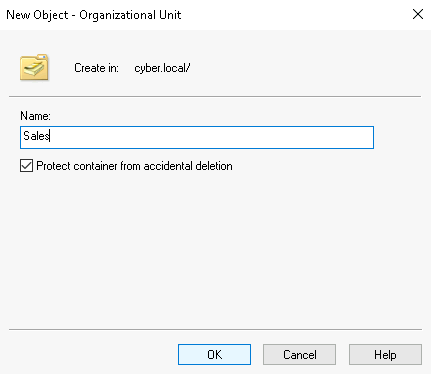 New Object - Organizational Unit
Create in: cyber.local/
Name:
Sales
Protect container from accidental deletion
OK Cancel Help